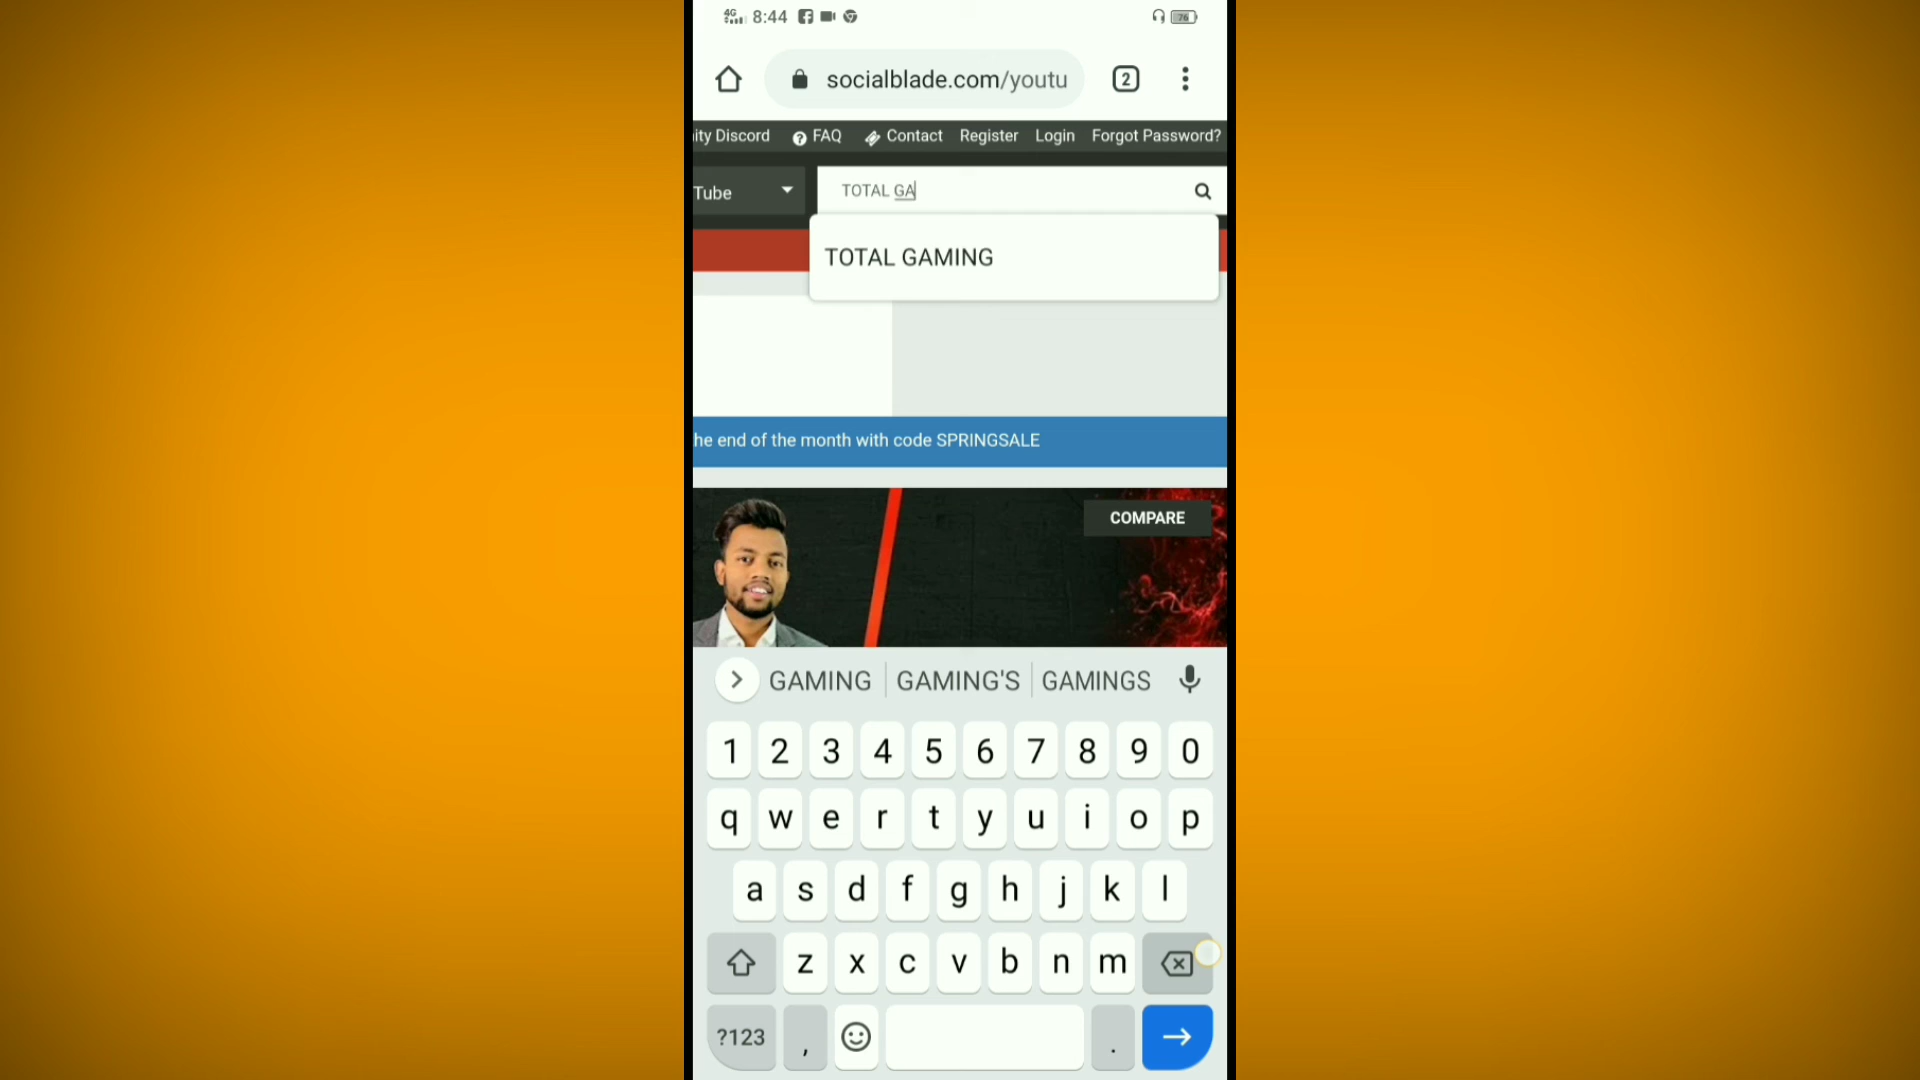 4G 8:44 76
socialblade.com/youtu 2
ity Discord FAQ Contact Register Login Forgot Password?
Tube TOTAL GA
TOTAL GAMING
he end of the month with code SPRINGSALE
COMPARE
GAMING GAMING'S GAMINGS
1 2 3 4 5 6 7 8 9 0
q w e r t y u i o p
a s d f g h j k l
z x c v b n m
?123 , .